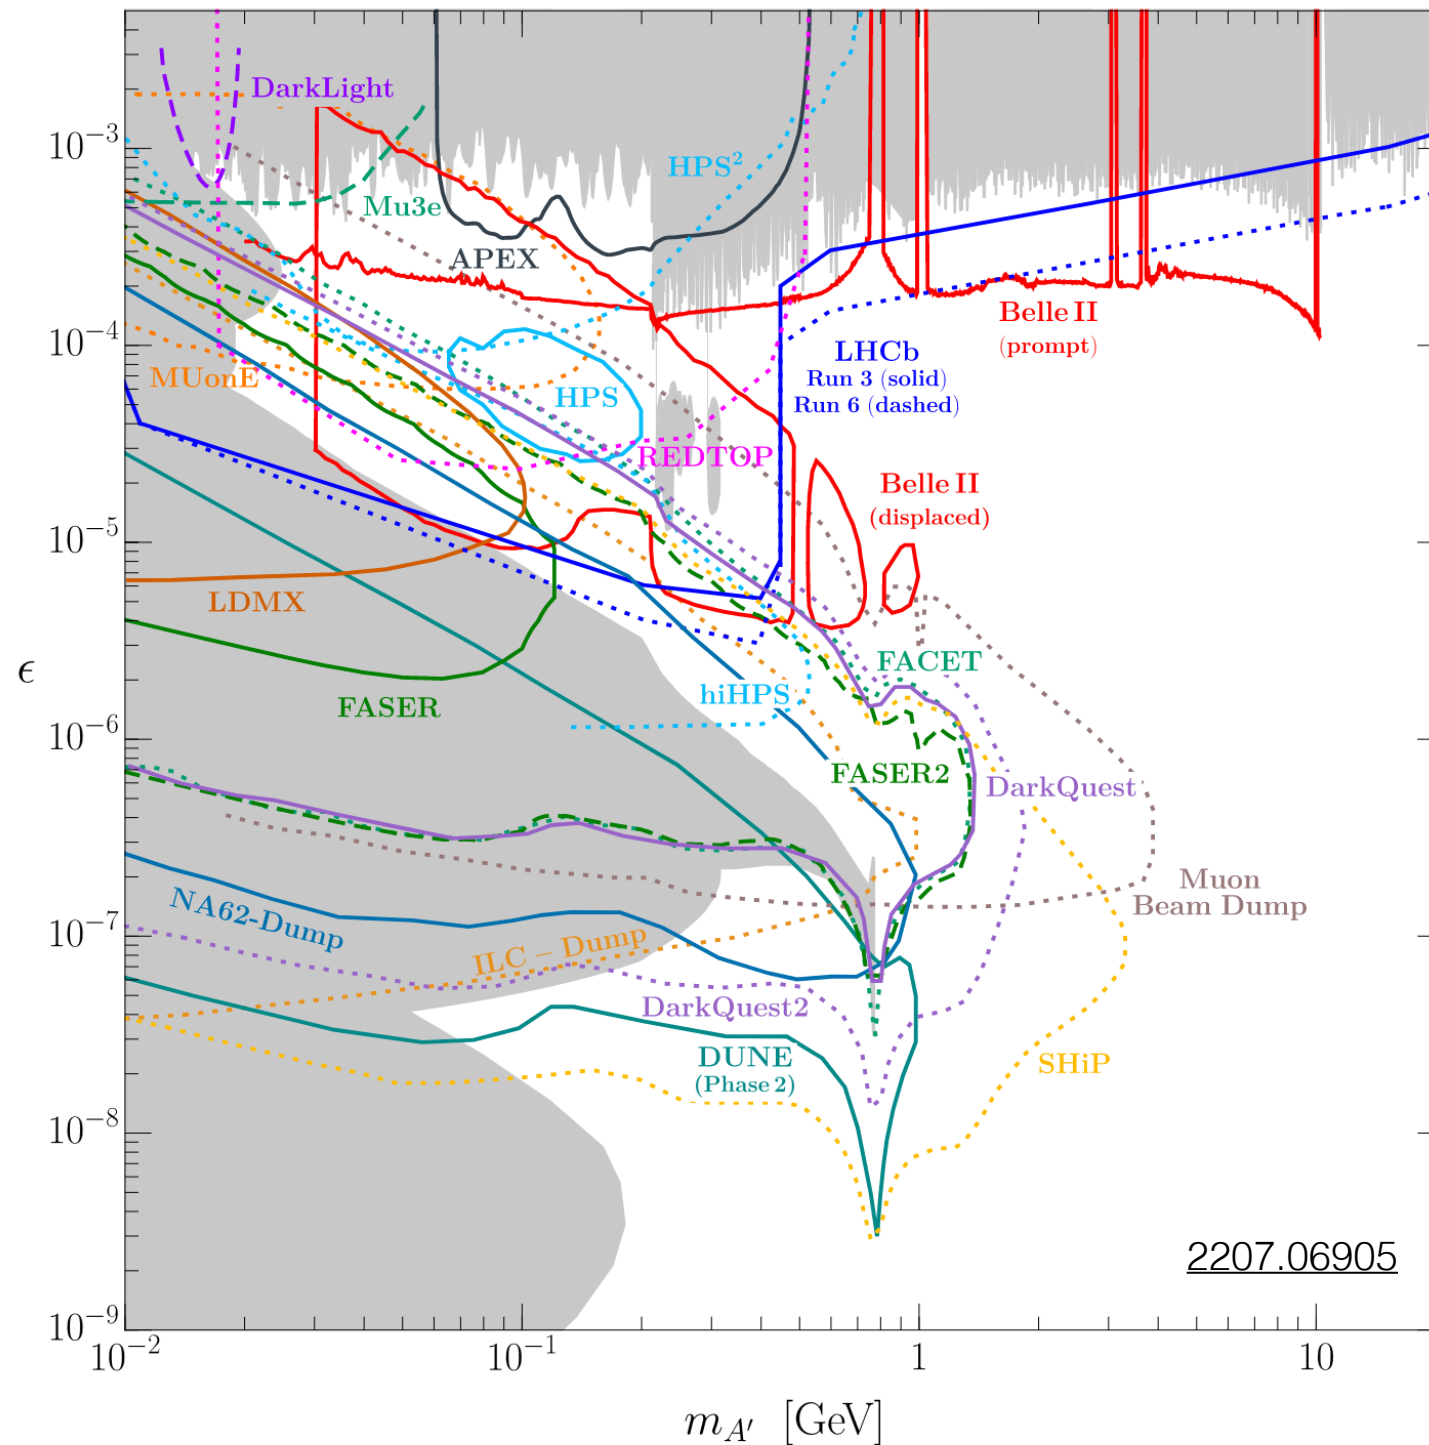 DarkLight
10⁻³
HPS²
Mu3e
APEX
Belle II
(prompt)
10⁻⁴
LHCb
Run 3 (solid)
Run 6 (dashed)
MUonE
HPS
REDTOP
Belle II
(displaced)
10⁻⁵
LDMX
ϵ
FACET
hiHPS
FASER
10⁻⁶
FASER2
DarkQuest
Muon
Beam Dump
NA62-Dump
10⁻⁷
ILC – Dump
DarkQuest2
DUNE
(Phase 2)
SHiP
10⁻⁸
2207.06905
10⁻⁹
10⁻² 10⁻¹ 1 10
m_A′ [GeV]